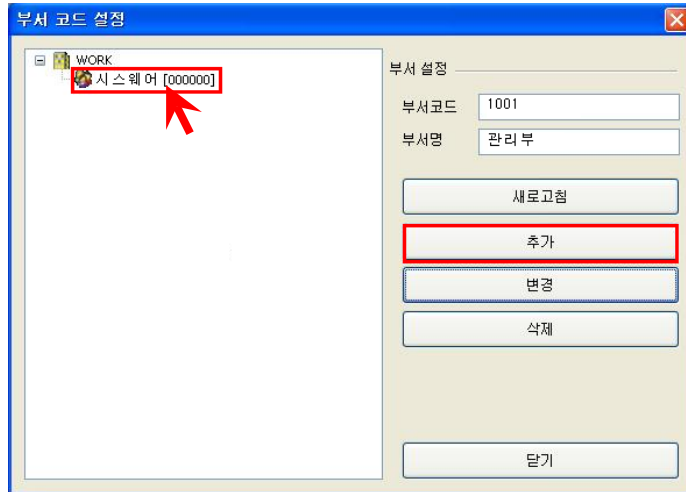 부서 코드 설정
WORK
시스웨어 [000000]
부서 설정
부서코드 1001
부서명 관리부
새로고침
추가
변경
삭제
닫기